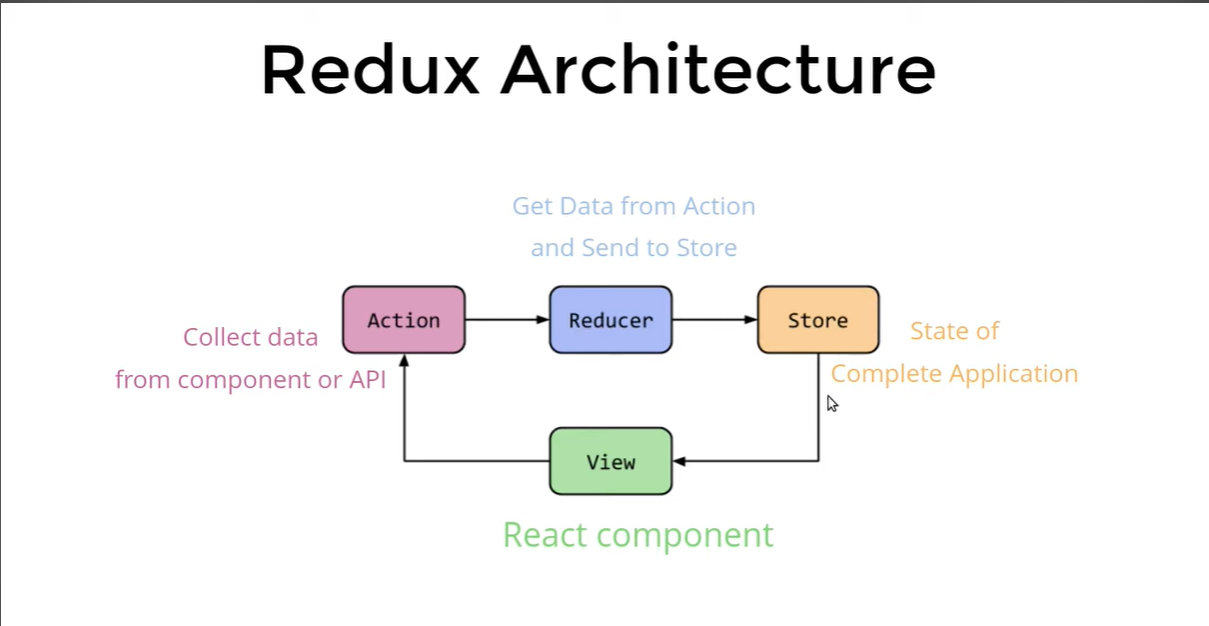 Redux Architecture
Get Data from Action
and Send to Store
Action
Reducer
Store
Collect data
from component or API
State of
Complete Application
View
React component